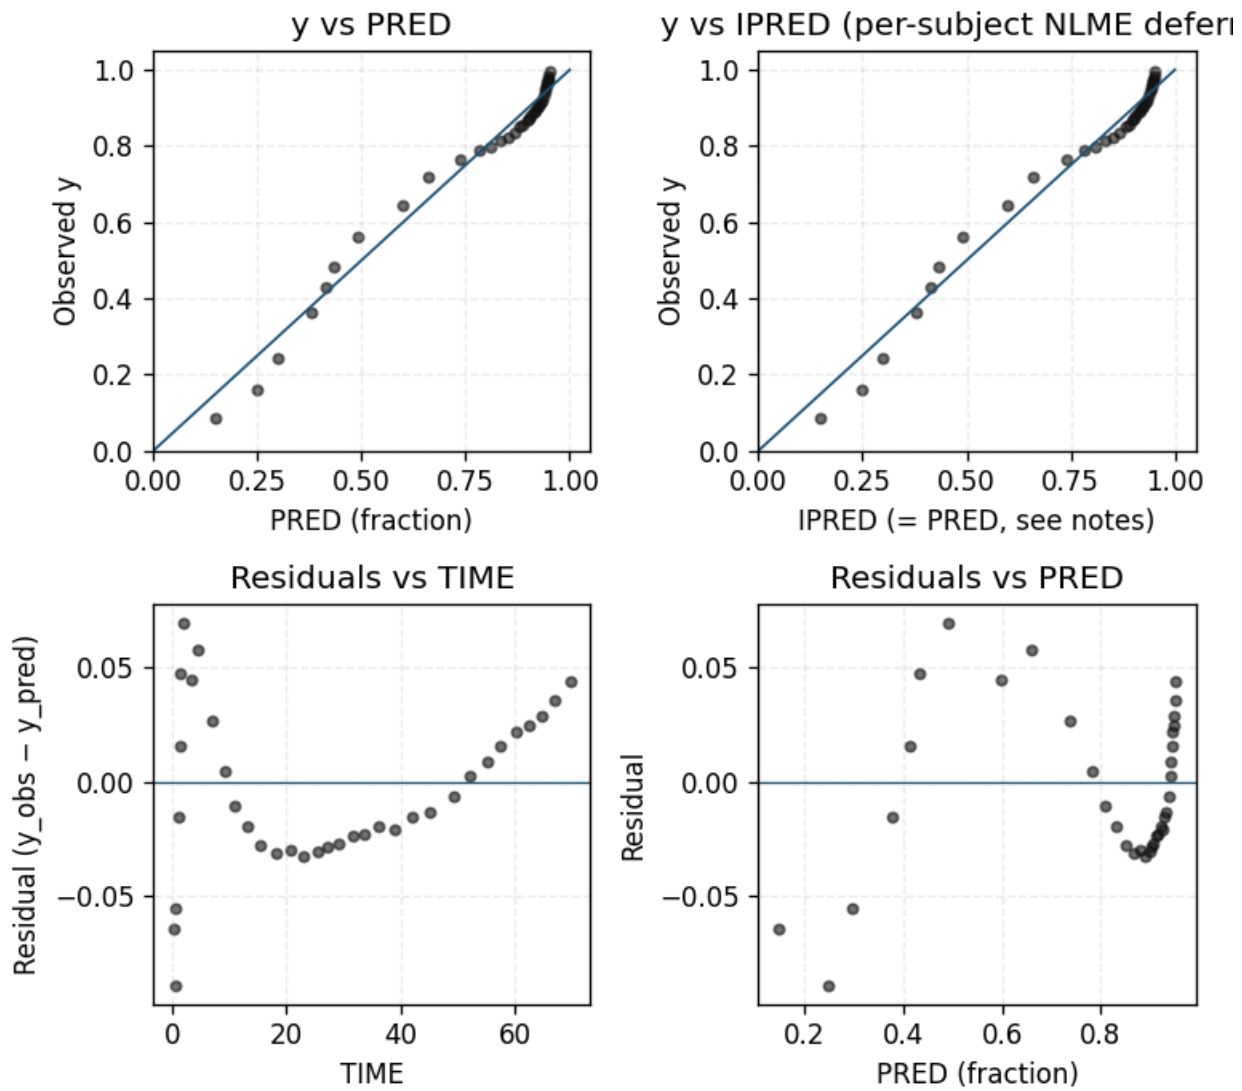 y vs PRED
Observed y
1.0
0.8
0.6
0.4
0.2
0.0
0.00 0.25 0.50 0.75 1.00
PRED (fraction)
y vs IPRED (per-subject NLME deferr
Observed y
1.0
0.8
0.6
0.4
0.2
0.0
0.00 0.25 0.50 0.75 1.00
IPRED (= PRED, see notes)
Residuals vs TIME
Residual (y_obs − y_pred)
0.05
0.00
−0.05
0 20 40 60
TIME
Residuals vs PRED
Residual
0.05
0.00
−0.05
0.2 0.4 0.6 0.8
PRED (fraction)